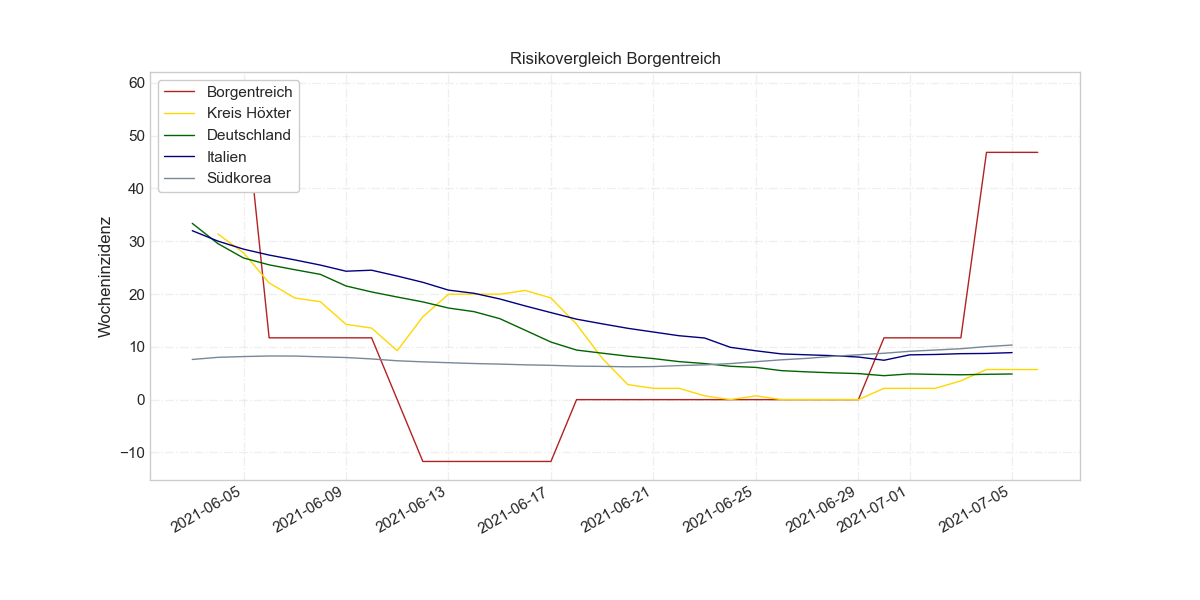 Risikovergleich Borgentreich
Borgentreich
Kreis Höxter
Deutschland
Italien
Südkorea
Wocheninzidenz
60
50
40
30
20
10
0
−10
2021-06-05
2021-06-09
2021-06-13
2021-06-17
2021-06-21
2021-06-25
2021-06-29
2021-07-01
2021-07-05